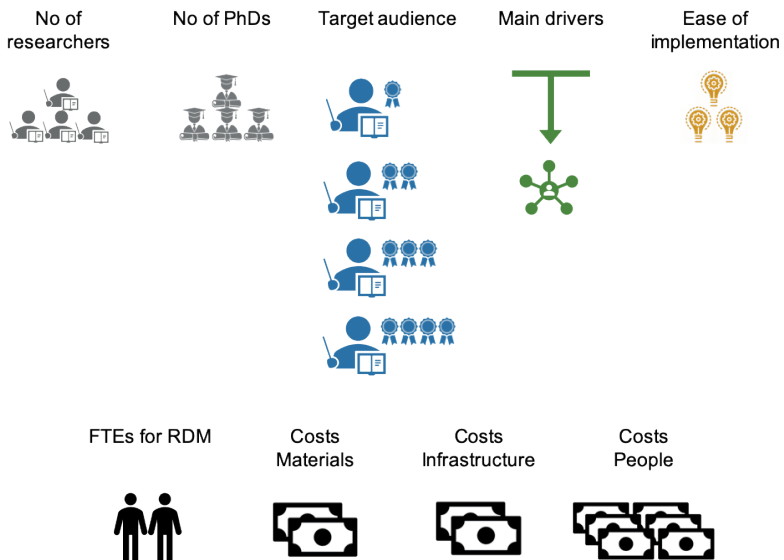 No of
researchers
No of PhDs
Target audience
Main drivers
Ease of
implementation
FTEs for RDM
Costs
Materials
Costs
Infrastructure
Costs
People